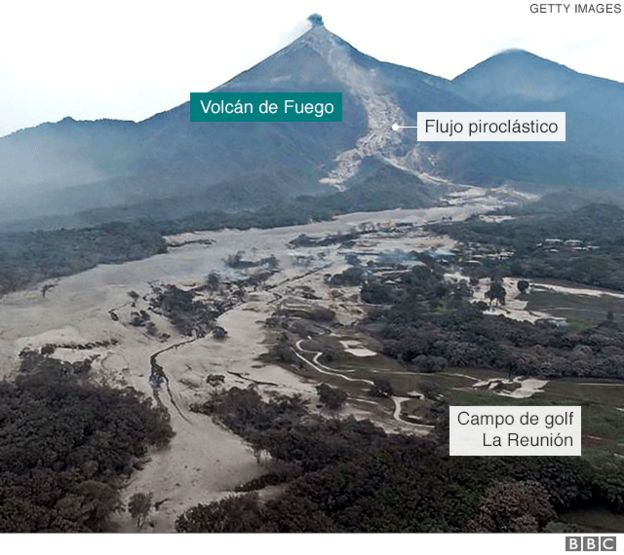 GETTY IMAGES
Volcán de Fuego
Flujo piroclástico
Campo de golf
La Reunión
BBC